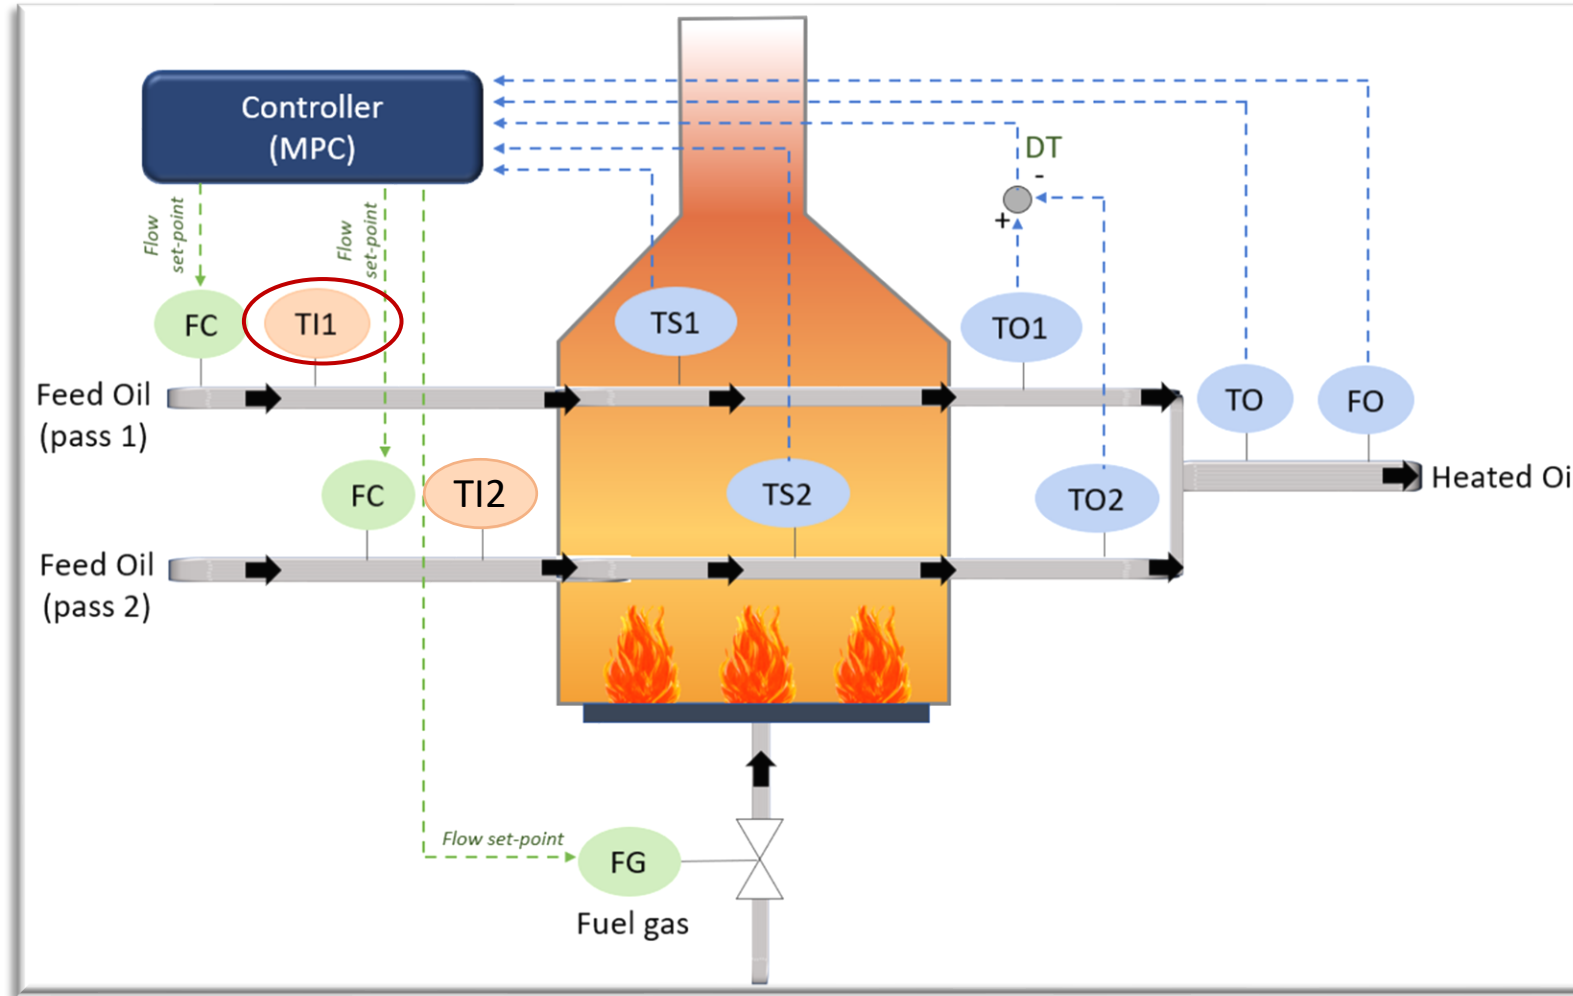 Controller
(MPC)
DT
-
+
Flow
set-point
Flow
set-point
FC
TI1
TS1
TO1
Feed Oil
(pass 1)
TO
FO
FC
TI2
TS2
TO2
Heated Oi
Feed Oil
(pass 2)
Flow set-point
FG
Fuel gas